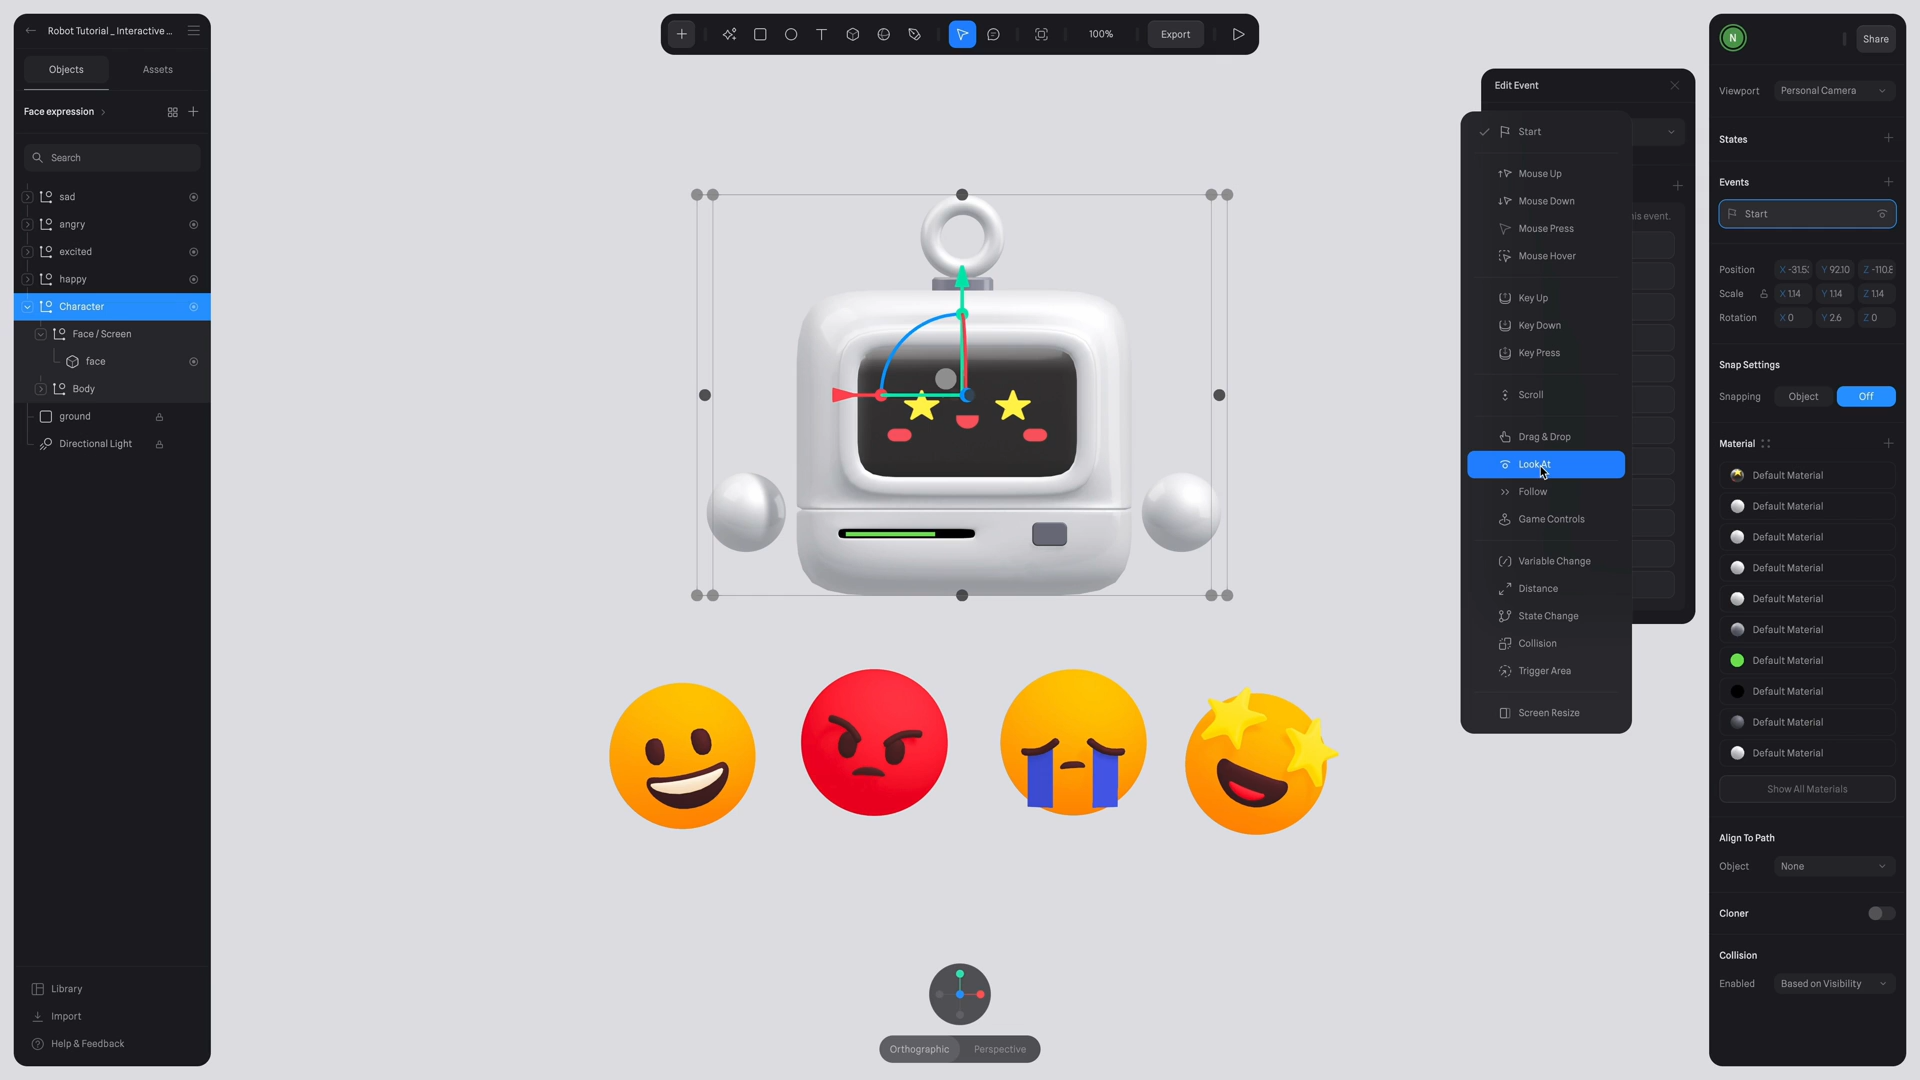 Robot Tutorial _ Interactive ...
Objects
Assets
Face expression
Search
sad
angry
excited
happy
Character
Face / Screen
face
Body
ground
Directional Light
Library
Import
Help & Feedback
T
100%
Export
Orthographic
Perspective
Edit Event
his event.
Start
Mouse Up
Mouse Down
Mouse Press
Mouse Hover
Key Up
Key Down
Key Press
Scroll
Drag & Drop
Look At
Follow
Game Controls
Variable Change
Distance
State Change
Collision
Trigger Area
Screen Resize
N
Share
Viewport
Personal Camera
States
Events
Start
Position X -31.5 Y 92.10 Z -110.8
Scale X 1.14 Y 1.14 Z 1.14
Rotation X 0 Y 2.6 Z 0
Snap Settings
Snapping Object Off
Material
Default Material
Default Material
Default Material
Default Material
Default Material
Default Material
Default Material
Default Material
Default Material
Default Material
Show All Materials
Align To Path
Object None
Cloner
Collision
Enabled Based on Visibility